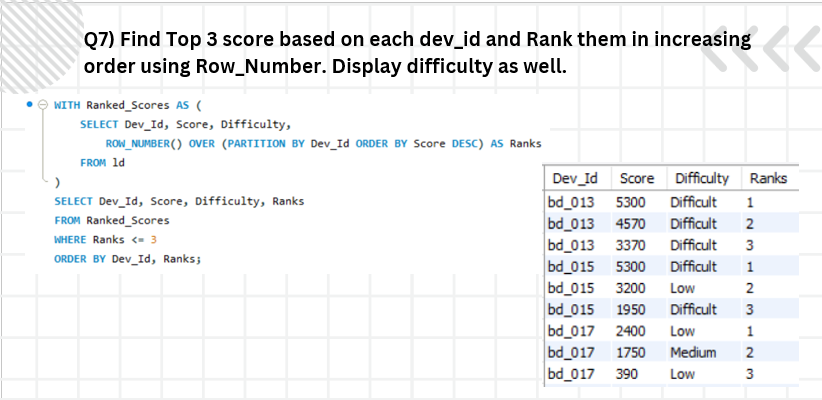 Q7) Find Top 3 score based on each dev_id and Rank them in increasing
order using Row_Number. Display difficulty as well.
WITH Ranked_Scores AS (
SELECT Dev_Id, Score, Difficulty,
ROW_NUMBER() OVER (PARTITION BY Dev_Id ORDER BY Score DESC) AS Ranks
FROM ld
)
SELECT Dev_Id, Score, Difficulty, Ranks
FROM Ranked_Scores
WHERE Ranks <= 3
ORDER BY Dev_Id, Ranks;
Dev_Id Score Difficulty Ranks
bd_013 5300 Difficult 1
bd_013 4570 Difficult 2
bd_013 3370 Difficult 3
bd_015 5300 Difficult 1
bd_015 3200 Low 2
bd_015 1950 Difficult 3
bd_017 2400 Low 1
bd_017 1750 Medium 2
bd_017 390 Low 3